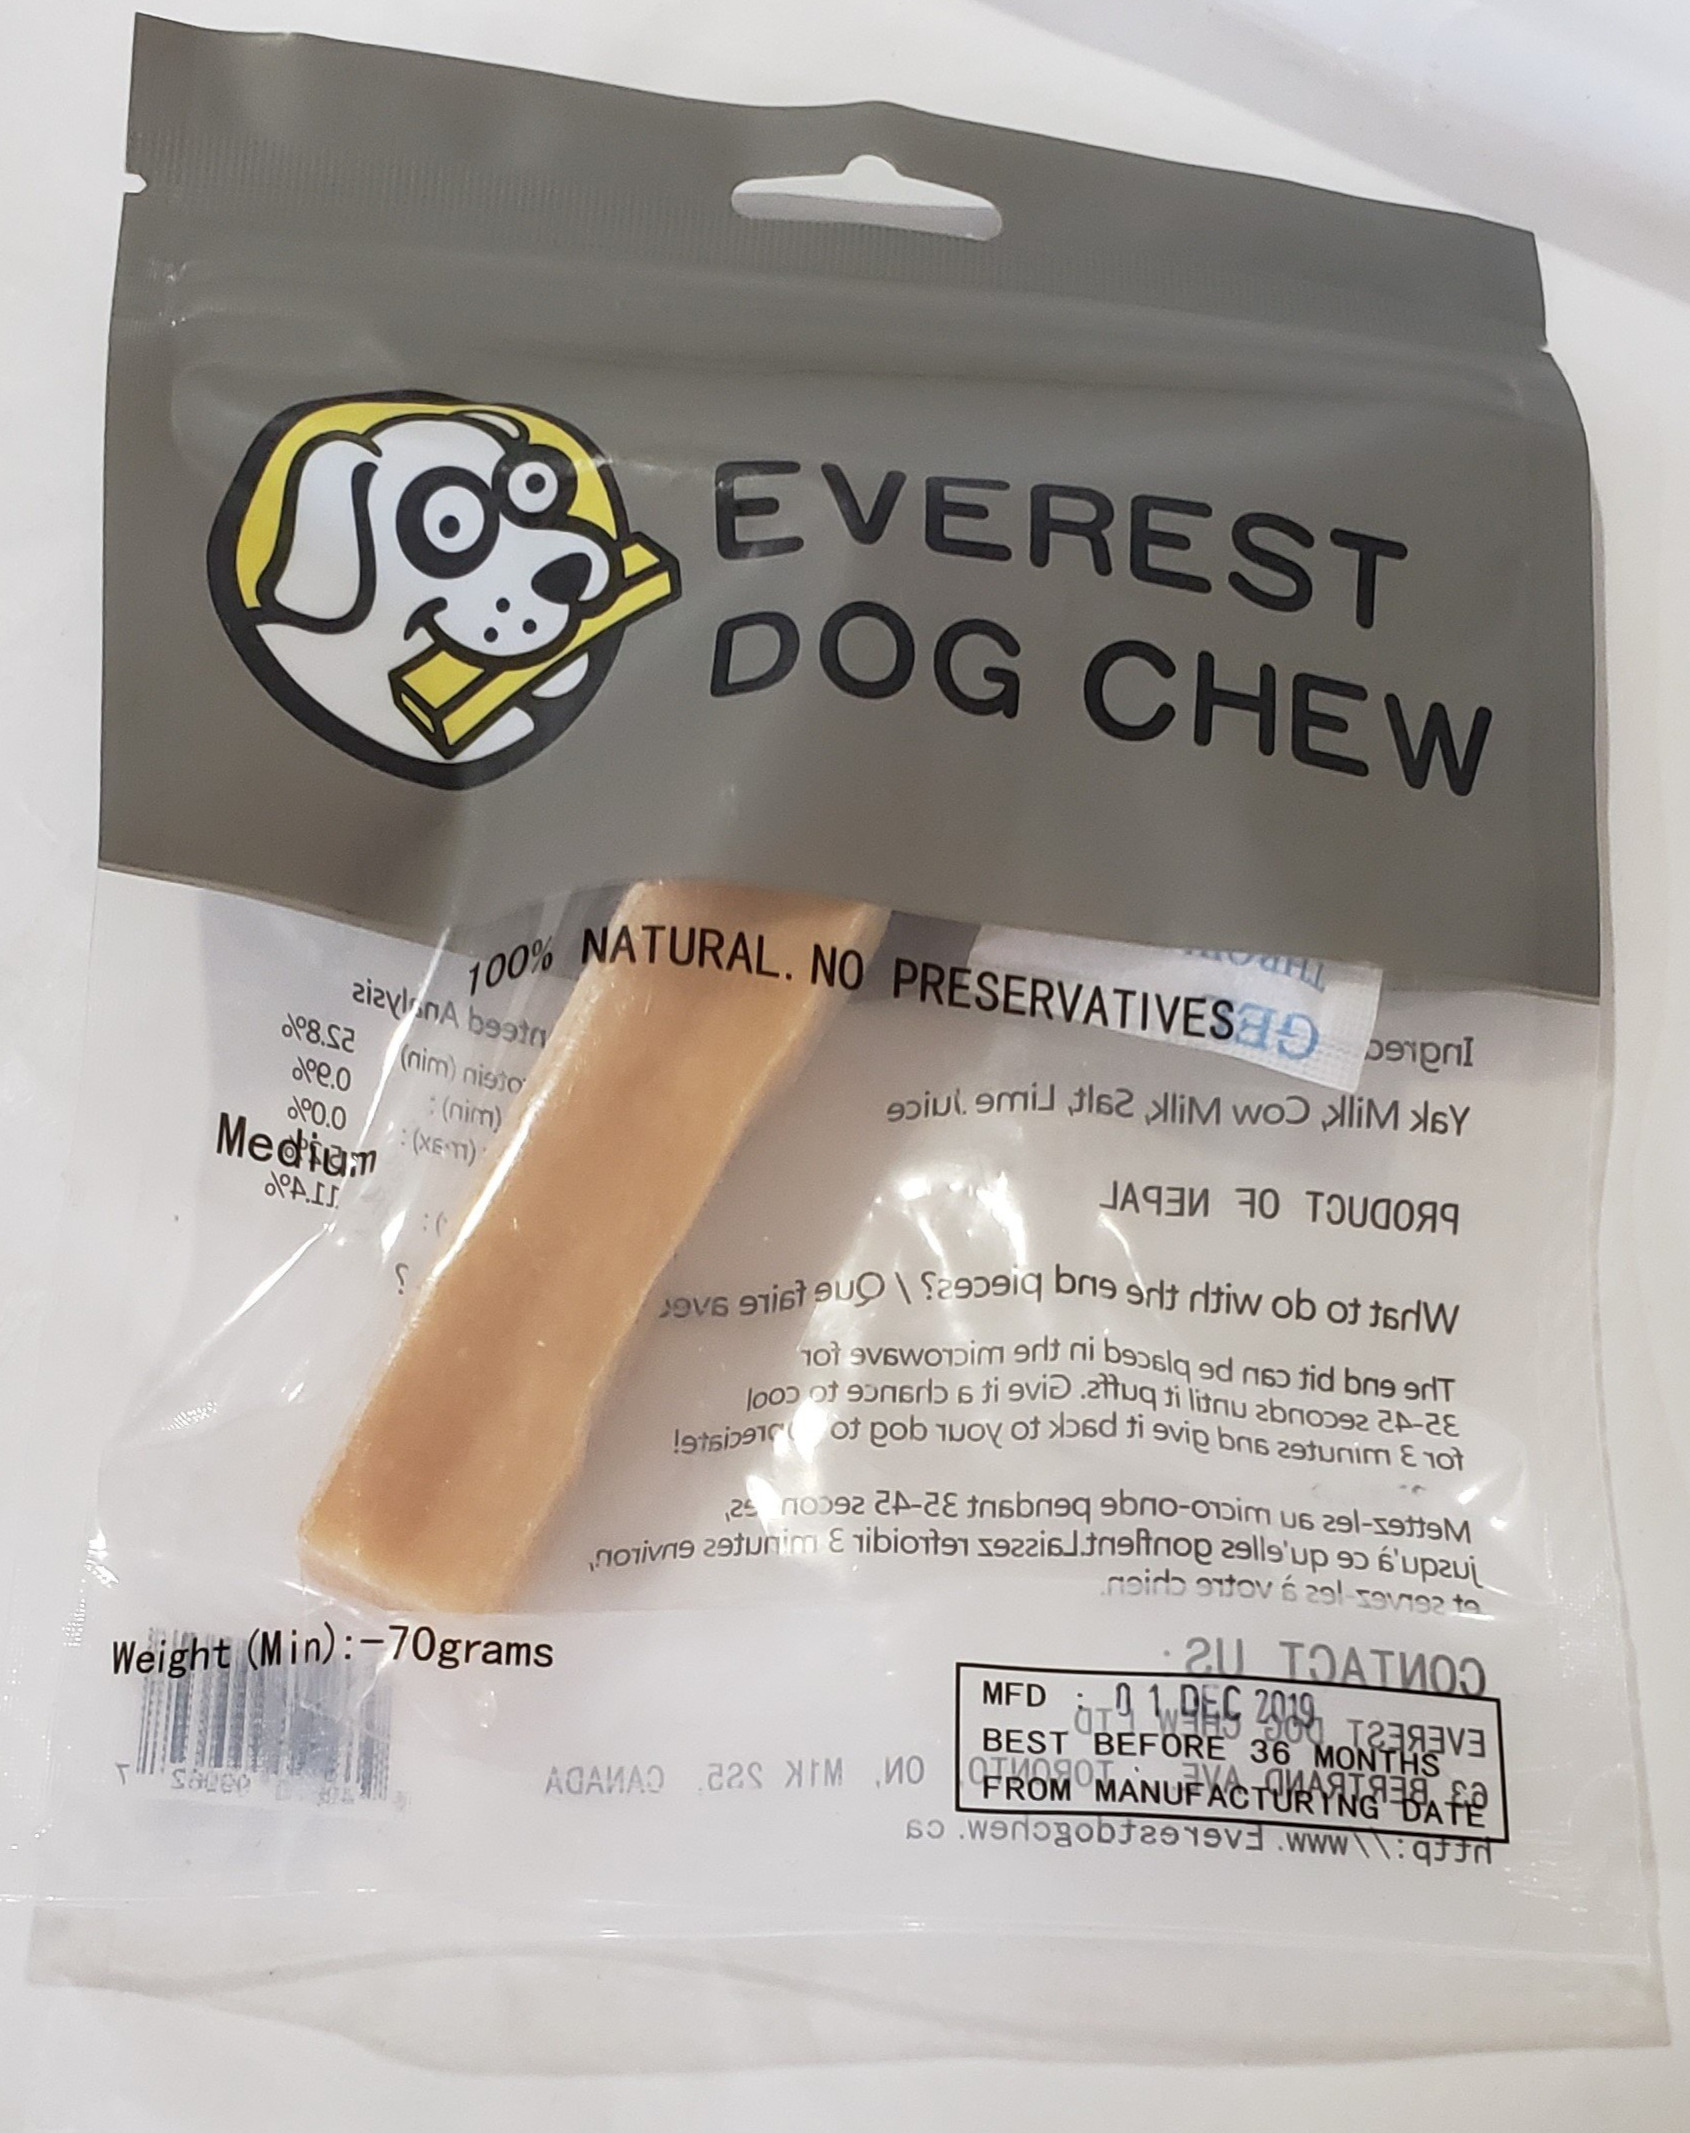 EVEREST
DOG CHEW
100% NATURAL. NO PRESERVATIVES
Analysis
52.8%
(min)
0.9%
(min) :
0.0%
(max) :
Medium
11.4%
?
Yak Milk, Cow Milk, Salt, Lime Juice
PRODUCT OF NEPAL
What to do with the end pieces? / Que faire avec
The end bit can be placed in the microwave for
35-45 seconds until it puffs. Give it a chance to cool
for 3 minutes and give it back to your dog to
Mettez-les au micro-onde pendant 35-45
jusqu'à ce qu'elles gonflent.Laissez refroidir 3 minutes environ,
et servez-les à votre chien.
Weight (Min):-70grams
CONTACT US
MFD : 01 DEC 2019
BEST BEFORE 36 MONTHS
FROM MANUFACTURYNG DATE
EVEREST DOG CHEW LTD
63 BERTRAND AVE. TORONTO, ON, M1K 2S5. CANADA
http://www.Everestdogchew.ca